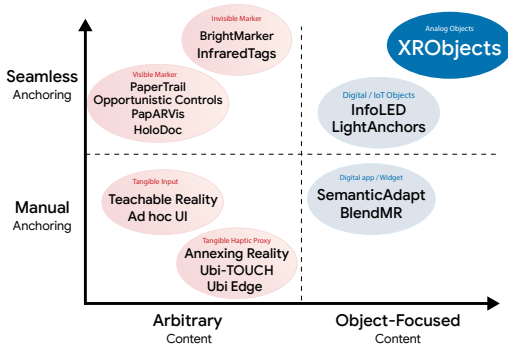 Invisible Marker
BrightMarker
InfraredTags
Analog Objects
XRObjects
Seamless
Anchoring
Visible Marker
PaperTrail
Opportunistic Controls
PapARVis
HoloDoc
Digital / IoT Objects
InfoLED
LightAnchors
Manual
Anchoring
Tangible Input
Teachable Reality
Ad hoc UI
Digital app / Widget
SemanticAdapt
BlendMR
Tangible Haptic Proxy
Annexing Reality
Ubi-TOUCH
Ubi Edge
Arbitrary
Content
Object-Focused
Content